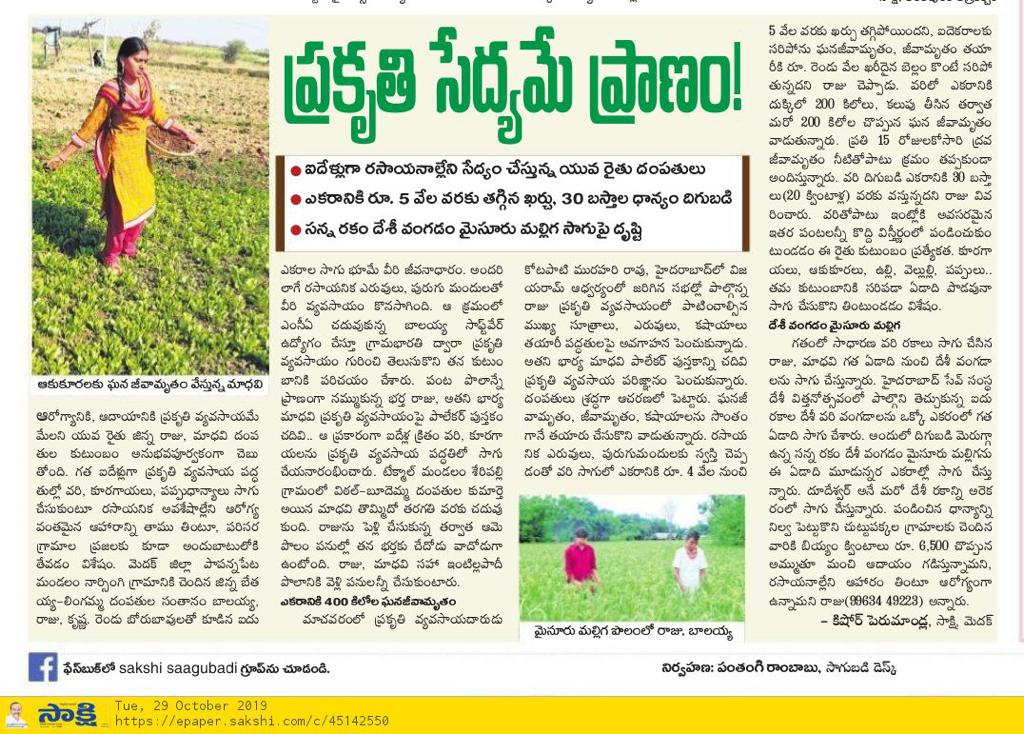 ప్రకృతి సేద్యమే ప్రాణం!
● ఐదేళ్లుగా రసాయనాల్లేని సేద్యం చేస్తున్న యువ రైతు దంపతులు
● ఎకరానికి రూ. 5 వేల వరకు తగ్గిన ఖర్చు, 30 బస్తాల ధాన్యం దిగుబడి
● సన్న రకం దేశీ వంగడం మైసూరు మల్లిగ సాగుపై దృష్టి
ఆకుకూరలకు ఘన జీవామృతం వేస్తున్న మాధవి
ఆరోగ్యానికి, ఆదాయానికి ప్రకృతి వ్యవసాయమే
మేలని యువ రైతు జిన్న రాజు, మాధవి దంప
తుల కుటుంబం అనుభవపూర్వకంగా చెబు
తోంది. గత ఐదేళ్లుగా ప్రకృతి వ్యవసాయ పద్ధ
తుల్లో వరి, కూరగాయలు, పప్పుధాన్యాలు సాగు
చేసుకుంటూ రసాయనిక అవశేషాల్లేని ఆరోగ్య
వంతమైన ఆహారాన్ని తాము తింటూ, పరిసర
గ్రామాల ప్రజలకు కూడా అందుబాటులోకి
తేవడం విశేషం. మెదక్ జిల్లా పాపన్నపేట
మండలం నార్సింగి గ్రామానికి చెందిన జిన్న బేత
య్య–లింగమ్మ దంపతుల సంతానం బాలయ్య,
రాజు, కృష్ణ. రెండు బోరుబావులతో కూడిన ఐదు
ఎకరాల సాగు భూమే వీరి జీవనాధారం. అందరి
లాగే రసాయనిక ఎరువులు, పురుగు మందులతో
వీరి వ్యవసాయం కొనసాగింది. ఆ క్రమంలో
ఎంసీఏ చదువుకున్న బాలయ్య సాఫ్ట్‌వేర్
ఉద్యోగం చేస్తూ గ్రామభారతి ద్వారా ప్రకృతి
వ్యవసాయం గురించి తెలుసుకొని తన కుటుం
బానికి పరిచయం చేశారు. పంట పొలాన్నే
ప్రాణంగా నమ్ముకున్న భర్త రాజు, అతని భార్య
మాధవి ప్రకృతి వ్యవసాయంపై పాలేకర్ పుస్తకం
చదివి.. ఆ ప్రకారంగా ఐదేళ్ల క్రితం వరి, కూరగా
యలను ప్రకృతి వ్యవసాయ పద్ధతిలో సాగు
చేయనారంభించారు. టేక్మాల్ మండలం శేరిపల్లి
గ్రామంలో విఠల్–బూదెమ్మ దంపతుల కుమార్తె
అయిన మాధవి తొమ్మిదో తరగతి వరకు చదువు
కుంది. రాజును పెళ్లి చేసుకున్న తర్వాత ఆమె
పొలం పనుల్లో తన భర్తకు చేదోడు వాదోడుగా
ఉంటోంది. రాజు, మాధవి సహా ఇంటిల్లపాదీ
పొలానికి వెళ్లి పనులన్నీ చేసుకుంటారు.
ఎకరానికి 400 కిలోల ఘనజీవామృతం
మాచవరంలో ప్రకృతి వ్యవసాయదారుడు
కోటపాటి మురహరి రావు, హైదరాబాద్‌లో విజ
యరామ్ ఆధ్వర్యంలో జరిగిన సభల్లో పాల్గొన్న
రాజు ప్రకృతి వ్యవసాయంలో పాటించాల్సిన
ముఖ్య సూత్రాలు, ఎరువులు, కషాయాలు
తయారీ పద్ధతులపై అవగాహన పెంచుకున్నాడు.
అతని భార్య మాధవి పాలేకర్ పుస్తకాన్ని చదివి
ప్రకృతి వ్యవసాయ పరిజ్ఞానం పెంచుకున్నారు.
దంపతులు శ్రద్ధగా ఆచరణలో పెట్టారు. ఘనజీ
వామృతం, జీవామృతం, కషాయాలను సొంతం
గానే తయారు చేసుకొని వాడుతున్నారు. రసాయ
నిక ఎరువులు, పురుగుమందులకు స్వస్తి చెప్ప
డంతో వరి సాగులో ఎకరానికి రూ. 4 వేల నుంచి
మైసూరు మల్లిగ పొలంలో రాజు, బాలయ్య
5 వేల వరకు ఖర్చు తగ్గిపోయిందని, ఐదెకరాలకు
సరిపోను ఘనజీవామృతం, జీవామృతం తయా
రీకి రూ. రెండు వేల ఖరీదైన బెల్లం కొంటే సరిపో
తున్నదని రాజు చెప్పాడు. వరిలో ఎకరానికి
దుక్కిలో 200 కిలోలు, కలుపు తీసిన తర్వాత
మరో 200 కిలోల చొప్పున ఘన జీవామృతం
వాడుతున్నారు. ప్రతి 15 రోజులకోసారి ద్రవ
జీవామృతం నీటితోపాటు క్రమం తప్పకుండా
అందిస్తున్నారు. వరి దిగుబడి ఎకరానికి 30 బస్తా
లు(20 క్వింటాళ్ల) వరకు వస్తున్నదని రాజు వివ
రించారు. వరితోపాటు ఇంట్లోకి అవసరమైన
ఇతర పంటలన్నీ కొద్ది విస్తీర్ణంలో పండించుకుం
టుండడం ఈ రైతు కుటుంబం ప్రత్యేకత. కూరగా
యలు, ఆకుకూరలు, ఉల్లి, వెల్లుల్లి, పప్పులు..
తమ కుటుంబానికి సరిపడా ఏడాది పొడవునా
సాగు చేసుకొని తింటుండడం విశేషం.
దేశీ వంగడం మైసూరు మల్లిగ
గతంలో సాధారణ వరి రకాలు సాగు చేసిన
రాజు, మాధవి గత ఏడాది నుంచి దేశీ వంగడా
లను సాగు చేస్తున్నారు. హైదరాబాద్ సేవ్ సంస్థ
దేశీ విత్తనోత్సవంలో పాల్గొని తెచ్చుకున్న ఐదు
రకాల దేశీ వరి వంగడాలను ఒక్కో ఎకరంలో గత
ఏడాది సాగు చేశారు. అందులో దిగుబడి మెరుగ్గా
ఉన్న సన్న రకం దేశీ వంగడం మైసూరు మల్లిగను
ఈ ఏడాది మూడున్నర ఎకరాల్లో సాగు చేస్తు
న్నారు. దూదేశ్వర్ అనే మరో దేశీ రకాన్ని అరెక
రంలో సాగు చేస్తున్నారు. పండించిన ధాన్యాన్ని
నిల్వ పెట్టుకొని చుట్టుపక్కల గ్రామాలకు చెందిన
వారికి బియ్యం క్వింటాలు రూ. 6,500 చొప్పున
అమ్ముతూ మంచి ఆదాయం గడిస్తున్నామని,
రసాయనాల్లేని ఆహారం తింటూ ఆరోగ్యంగా
ఉన్నామని రాజు(99634 49223) అన్నారు.
– కిషోర్ పెరుమాండ్ల, సాక్షి, మెదక్
ఫేస్‌బుక్‌లో sakshi saagubadi గ్రూప్‌ను చూడండి.
నిర్వహణ: పంతంగి రాంబాబు, సాగుబడి డెస్క్
సాక్షి
Tue, 29 October 2019
https://epaper.sakshi.com/c/45142550